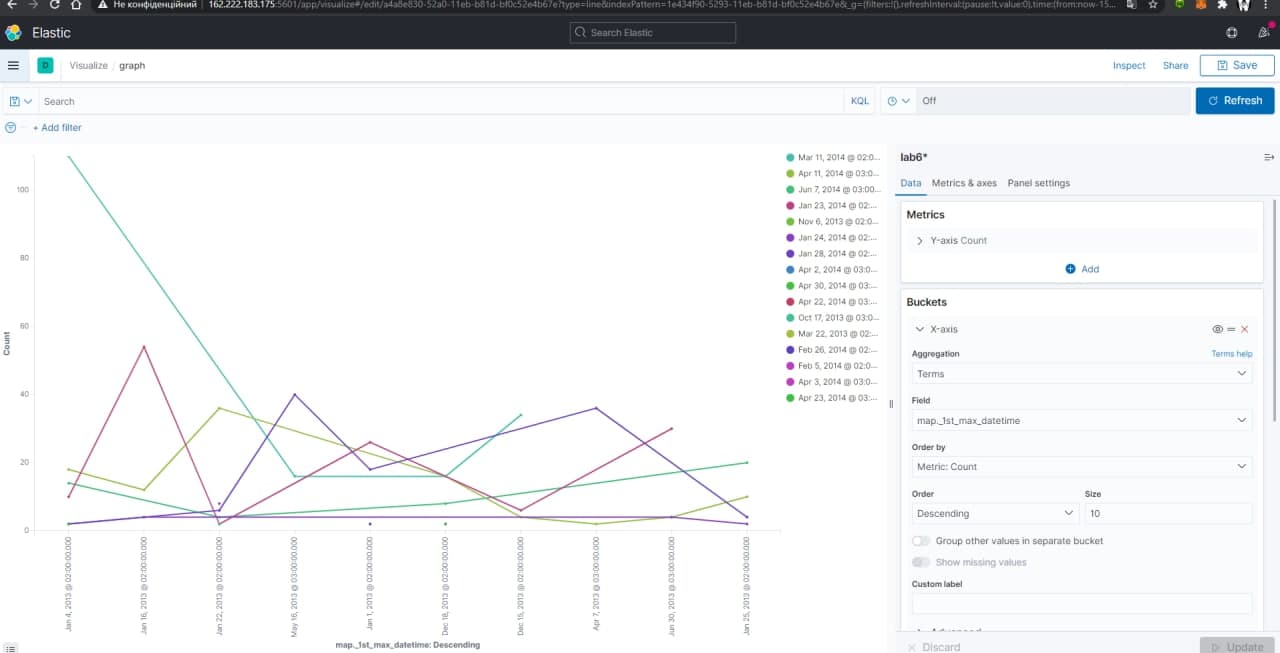 Не конфіденційний 162.222.183.175:5601/app/visualize#/edit/a4a8e830-52a0-11eb-b81d-bf0c52e4b67e?type=line&indexPattern=1e434f90-5293-11eb-b81d-bf0c52e4b67e&_g=(filters:!(),refreshInterval:(pause:!t,value:0),time:(from:now-15...
Elastic
Search Elastic
D
Visualize / graph
Inspect Share Save
Search
KQL
Off
Refresh
+ Add filter
Count
100
80
60
40
20
0
Jan 4, 2013 @ 02:00:00.000
Jan 16, 2013 @ 02:00:00.000
Jan 22, 2013 @ 02:00:00.000
May 16, 2013 @ 03:00:00.000
Jan 1, 2013 @ 02:00:00.000
Dec 18, 2013 @ 02:00:00.000
Dec 15, 2013 @ 02:00:00.000
Apr 7, 2013 @ 03:00:00.000
Jun 30, 2013 @ 03:00:00.000
Jan 25, 2013 @ 02:00:00.000
map._1st_max_datetime: Descending
Mar 11, 2014 @ 02:0...
Apr 11, 2014 @ 03:0...
Jun 7, 2014 @ 03:00...
Jan 23, 2014 @ 02:...
Nov 6, 2013 @ 02:0...
Jan 24, 2014 @ 02:...
Jan 28, 2014 @ 02:...
Apr 2, 2014 @ 03:0...
Apr 30, 2014 @ 03:...
Apr 22, 2014 @ 03:...
Oct 17, 2013 @ 03:0...
Mar 22, 2013 @ 02:...
Feb 26, 2014 @ 02:...
Feb 5, 2014 @ 02:0...
Apr 3, 2014 @ 03:0...
Apr 23, 2014 @ 03:...
lab6*
Data Metrics & axes Panel settings
Metrics
Y-axis Count
Add
Buckets
X-axis
Aggregation Terms help
Terms
Field
map._1st_max_datetime
Order by
Metric: Count
Order Size
Descending 10
Group other values in separate bucket
Show missing values
Custom label
Advanced
Discard Update